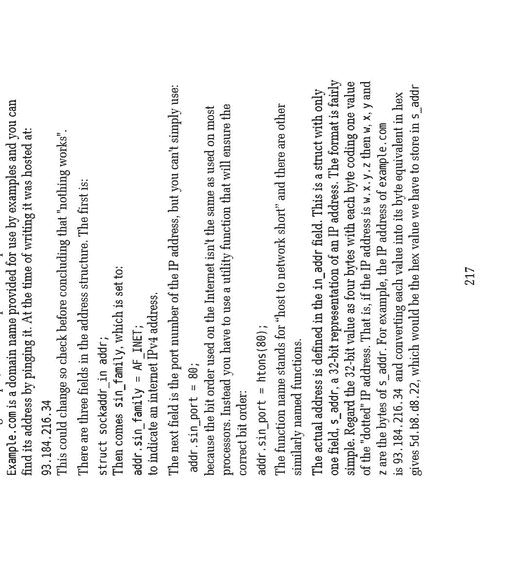 Example.com is a domain name provided for use by examples and you can
find its address by pinging it. At the time of writing it was hosted at:
93.184.216.34
This could change so check before concluding that "nothing works".
There are three fields in the address structure. The first is:
struct sockaddr_in addr;
Then comes sin_family, which is set to:
addr.sin_family = AF_INET;
to indicate an internet IPv4 address.
The next field is the port number of the IP address, but you can't simply use:
addr.sin_port = 80;
because the bit order used on the Internet isn't the same as used on most
processors. Instead you have to use a utility function that will ensure the
correct bit order:
addr.sin_port = htons(80);
The function name stands for "host to network short" and there are other
similarly named functions.
The actual address is defined in the in_addr field. This is a struct with only
one field, s_addr, a 32-bit representation of an IP address. The format is fairly
simple. Regard the 32-bit value as four bytes with each byte coding one value
of the "dotted" IP address. That is, if the IP address is w.x.y.z then w, x, y and
z are the bytes of s_addr. For example, the IP address of example.com
is 93.184.216.34 and converting each value into its byte equivalent in hex
gives 5d.b8.d8.22, which would be the hex value we have to store in s_addr
217